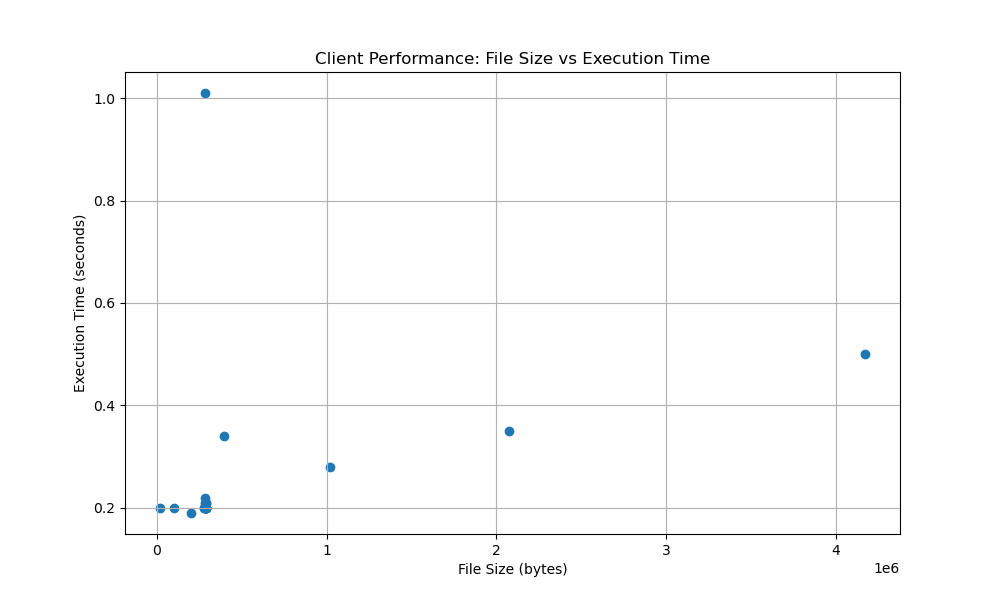 Client Performance: File Size vs Execution Time
1.0
0.8
0.6
0.4
0.2
Execution Time (seconds)
0 1 2 3 4
1e6
File Size (bytes)